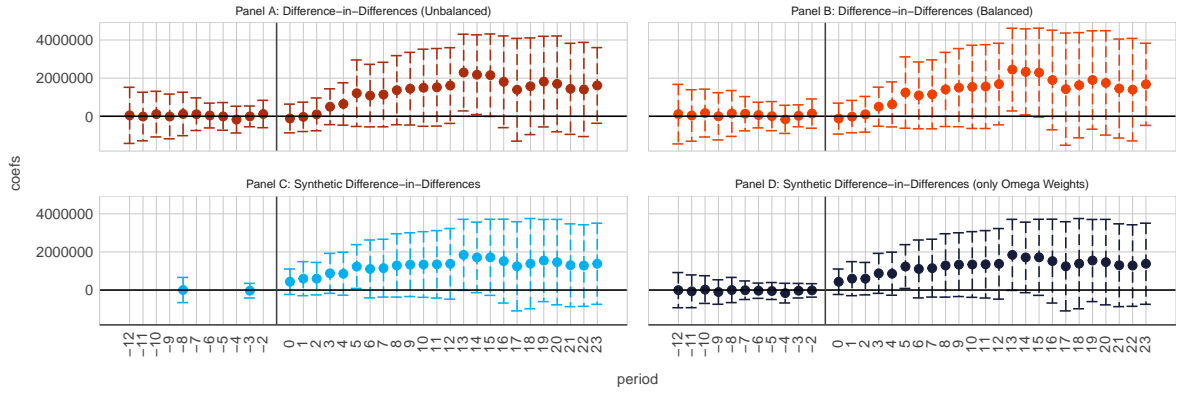 Panel A: Difference−in−Differences (Unbalanced)
Panel B: Difference−in−Differences (Balanced)
4000000
2000000
0
coefs
Panel C: Synthetic Difference−in−Differences
Panel D: Synthetic Difference−in−Differences (only Omega Weights)
4000000
2000000
0
−12 −11 −10 −9 −8 −7 −6 −5 −4 −3 −2 0 1 2 3 4 5 6 7 8 9 10 11 12 13 14 15 16 17 18 19 20 21 22 23
−12 −11 −10 −9 −8 −7 −6 −5 −4 −3 −2 0 1 2 3 4 5 6 7 8 9 10 11 12 13 14 15 16 17 18 19 20 21 22 23
period